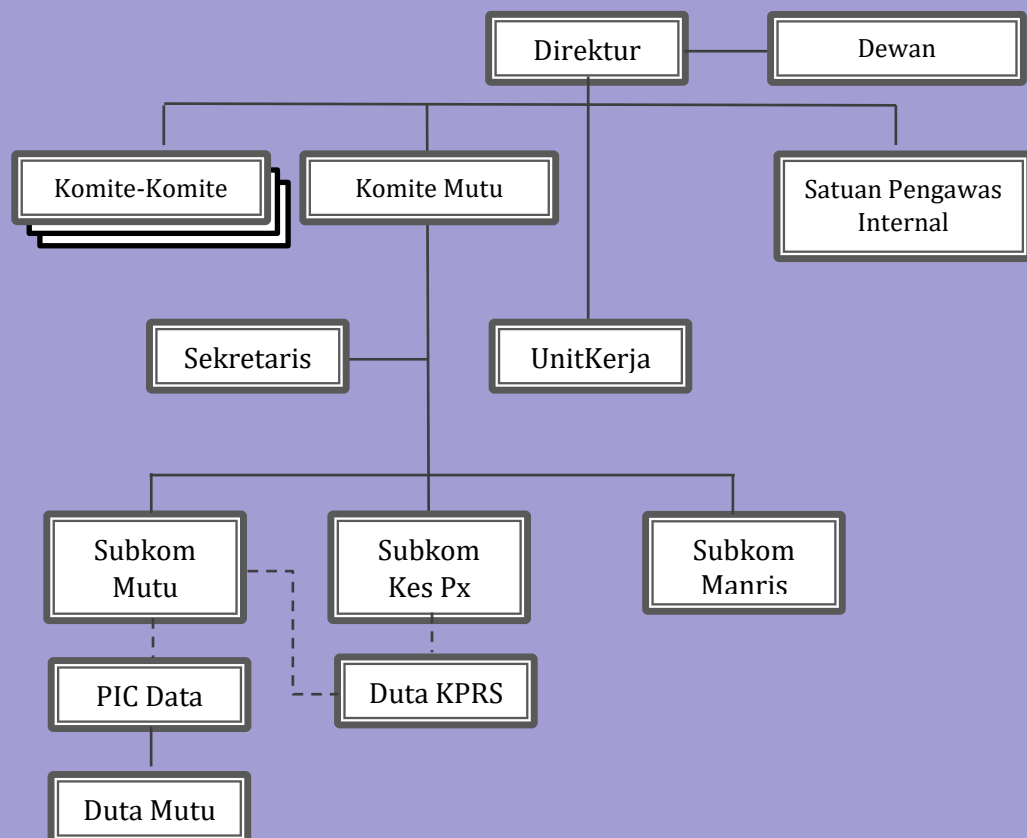 Direktur
Dewan
Komite-Komite
Komite Mutu
Satuan Pengawas
Internal
Sekretaris
UnitKerja
Subkom
Mutu
Subkom
Kes Px
Subkom
Manris
PIC Data
Duta KPRS
Duta Mutu